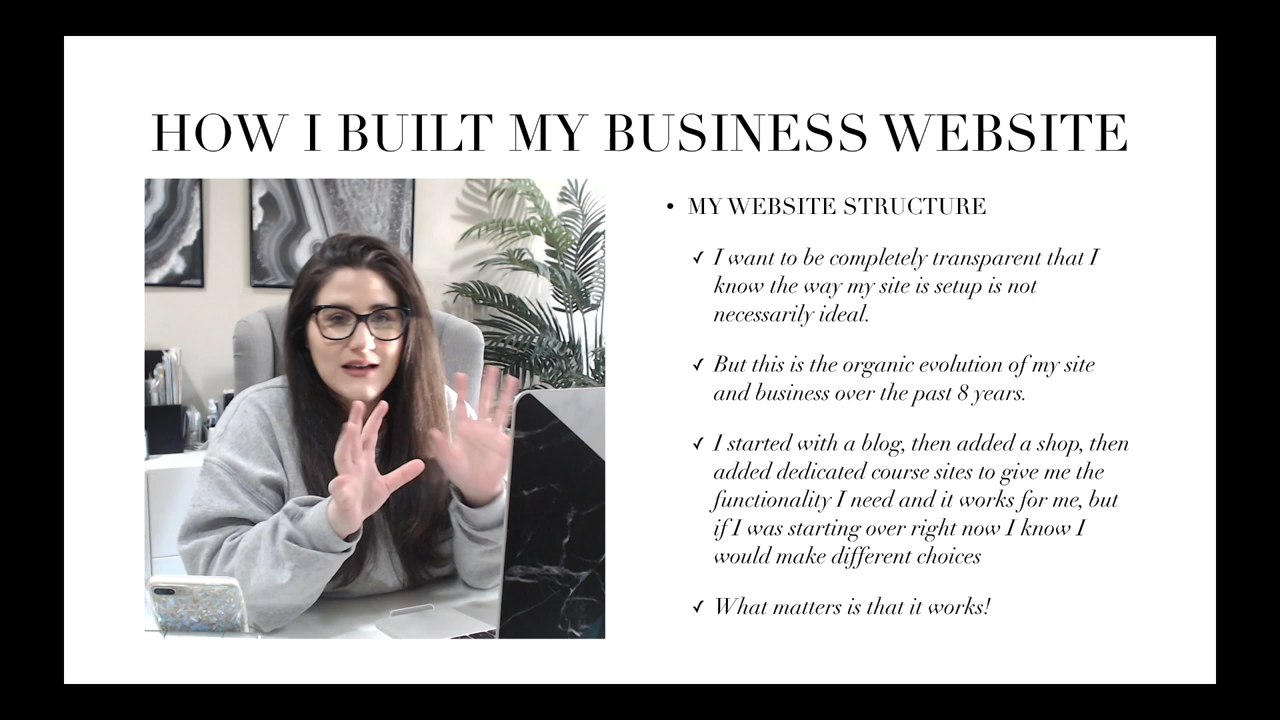 HOW I BUILT MY BUSINESS WEBSITE
• MY WEBSITE STRUCTURE
✓ I want to be completely transparent that I
know the way my site is setup is not
necessarily ideal.
✓ But this is the organic evolution of my site
and business over the past 8 years.
✓ I started with a blog, then added a shop, then
added dedicated course sites to give me the
functionality I need and it works for me, but
if I was starting over right now I know I
would make different choices
✓ What matters is that it works!